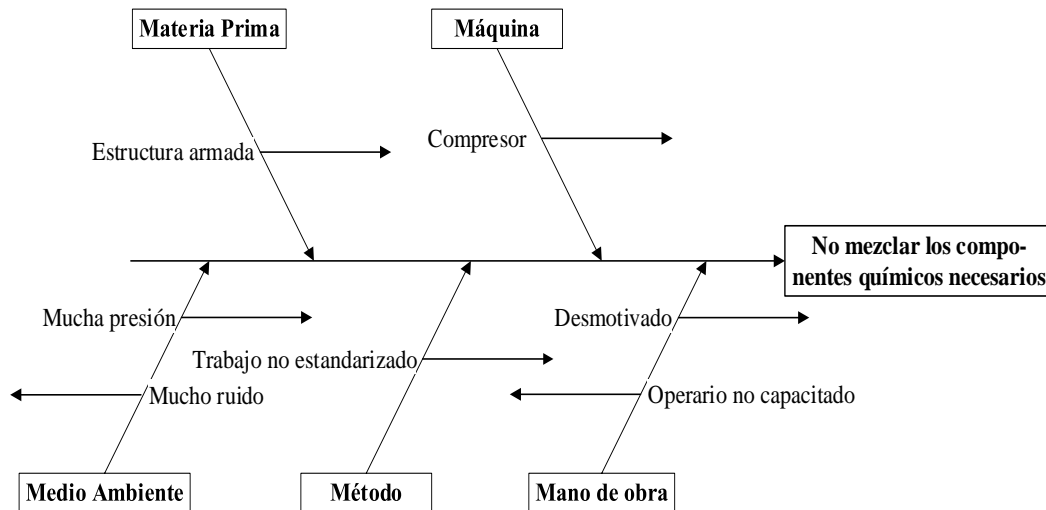 Materia Prima
Máquina
Estructura armada
Compresor
No mezclar los compo-
nentes químicos necesarios
Mucha presión
Desmotivado
Trabajo no estandarizado
Mucho ruido
Operario no capacitado
Medio Ambiente
Método
Mano de obra